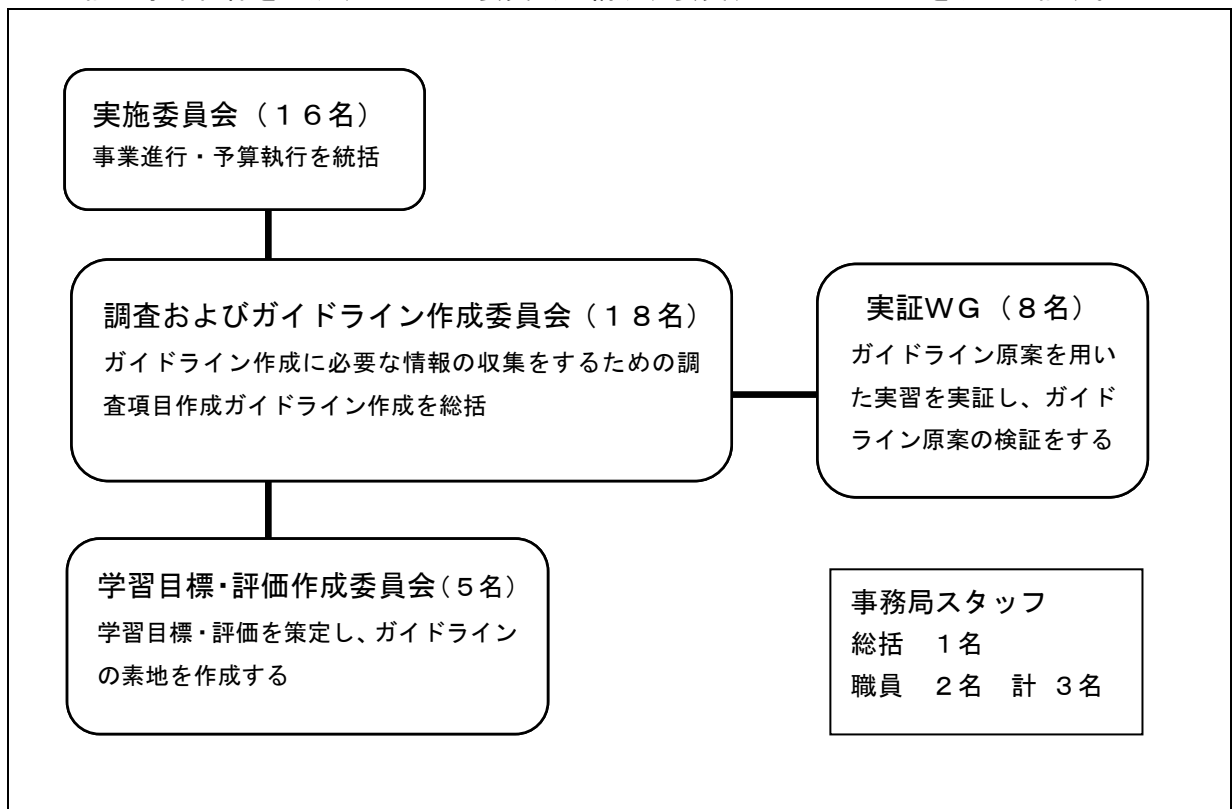 実施委員会（１６名）
事業進行・予算執行を統括
調査およびガイドライン作成委員会（１８名）
ガイドライン作成に必要な情報の収集をするための調
査項目作成ガイドライン作成を総括
実証ＷＧ（８名）
ガイドライン原案を用い
た実習を実証し、ガイド
ライン原案の検証をする
学習目標・評価作成委員会（５名）
学習目標・評価を策定し、ガイドライン
の素地を作成する
事務局スタッフ
総括　１名
職員　２名　計　３名